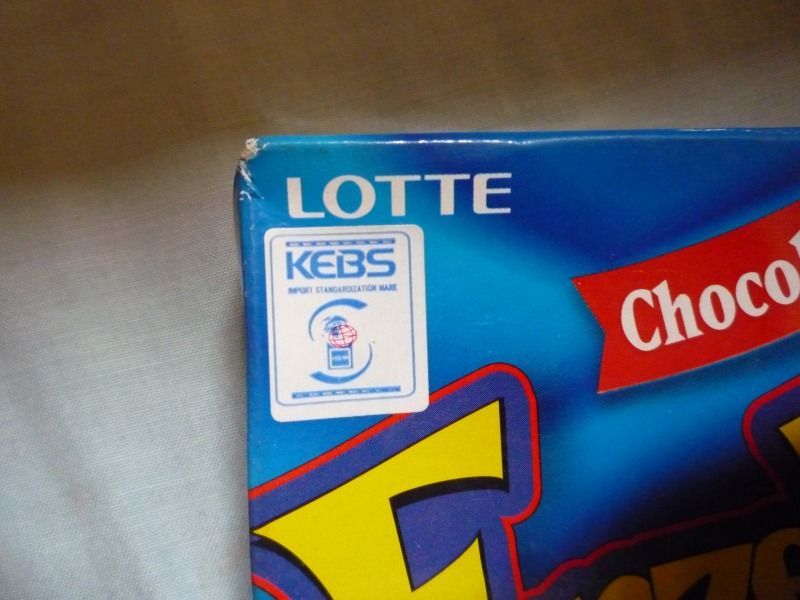 LOTTE
KEBS
IMPORT STANDARDIZATION MARK
Chocol